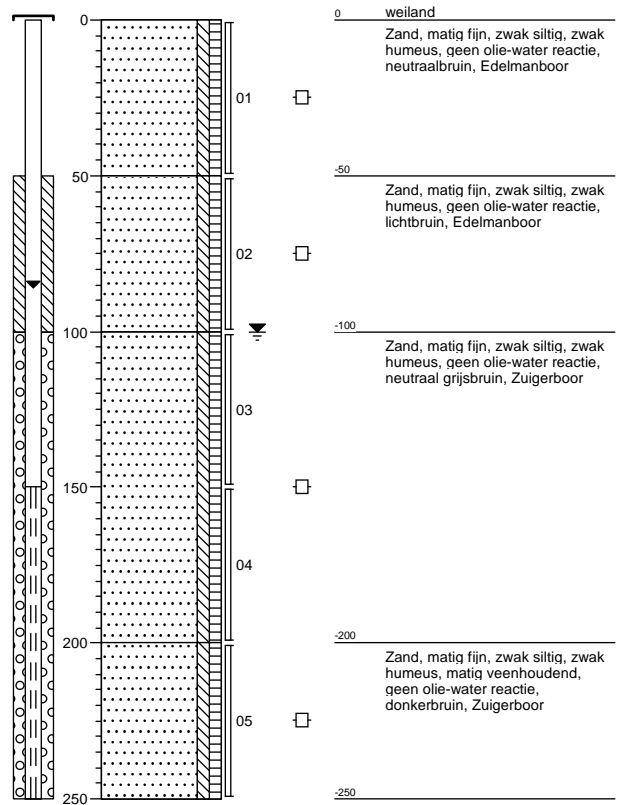 0
50
100
150
200
250
01
02
03
04
05
0
weiland
Zand, matig fijn, zwak siltig, zwak
humeus, geen olie-water reactie,
neutraalbruin, Edelmanboor
-50
Zand, matig fijn, zwak siltig, zwak
humeus, geen olie-water reactie,
lichtbruin, Edelmanboor
-100
Zand, matig fijn, zwak siltig, zwak
humeus, geen olie-water reactie,
neutraal grijsbruin, Zuigerboor
-200
Zand, matig fijn, zwak siltig, zwak
humeus, matig veenhoudend,
geen olie-water reactie,
donkerbruin, Zuigerboor
-250